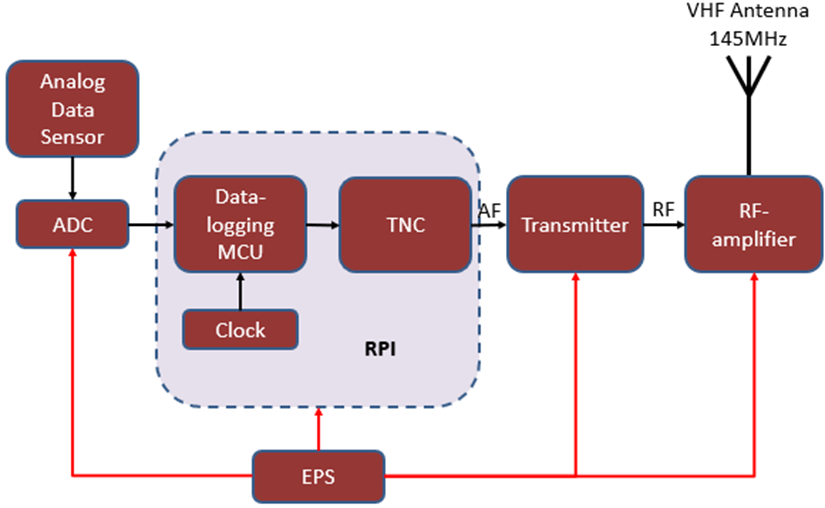 VHF Antenna
145MHz
Analog
Data
Sensor
ADC
Data-
logging
MCU
TNC
AF
Transmitter
RF
RF-
amplifier
Clock
RPI
EPS